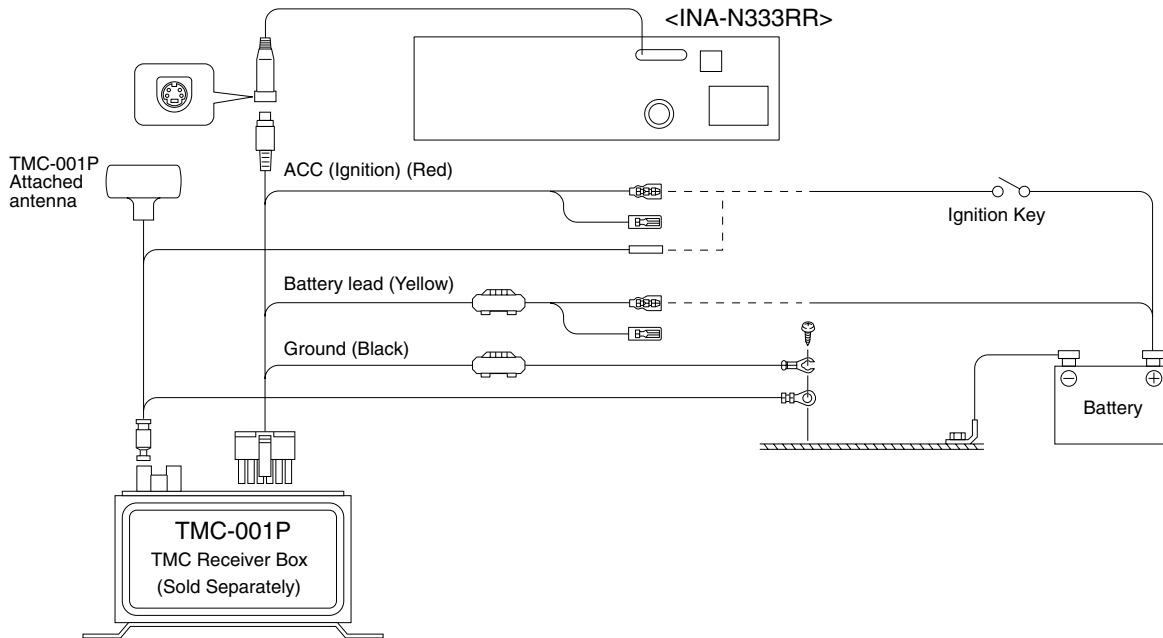 <INA-N333RR>
TMC-001P
Attached
antenna
ACC (Ignition) (Red)
Ignition Key
Battery lead (Yellow)
Ground (Black)
Battery
TMC-001P
TMC Receiver Box
(Sold Separately)